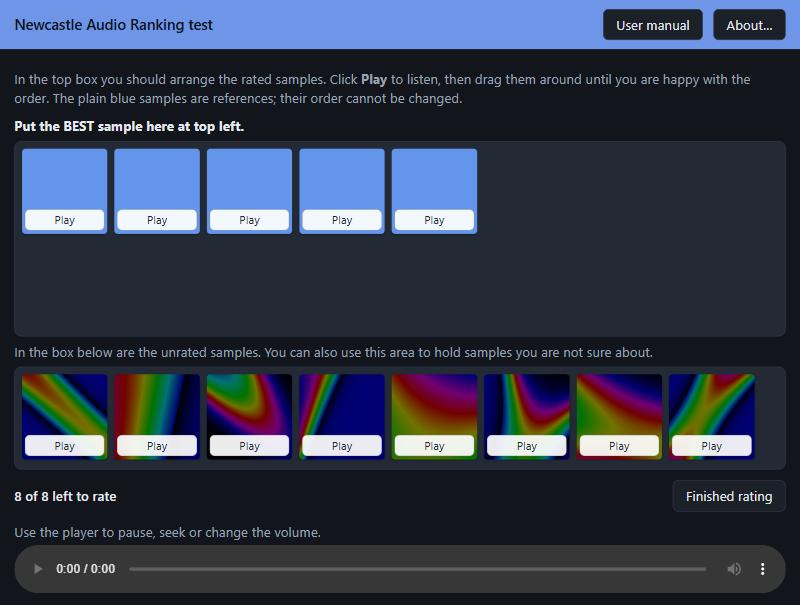 Newcastle Audio Ranking test
User manual
About...
In the top box you should arrange the rated samples. Click Play to listen, then drag them around until you are happy with the
order. The plain blue samples are references; their order cannot be changed.
Put the BEST sample here at top left.
Play Play Play Play Play
In the box below are the unrated samples. You can also use this area to hold samples you are not sure about.
Play Play Play Play Play Play Play Play
8 of 8 left to rate
Finished rating
Use the player to pause, seek or change the volume.
0:00 / 0:00